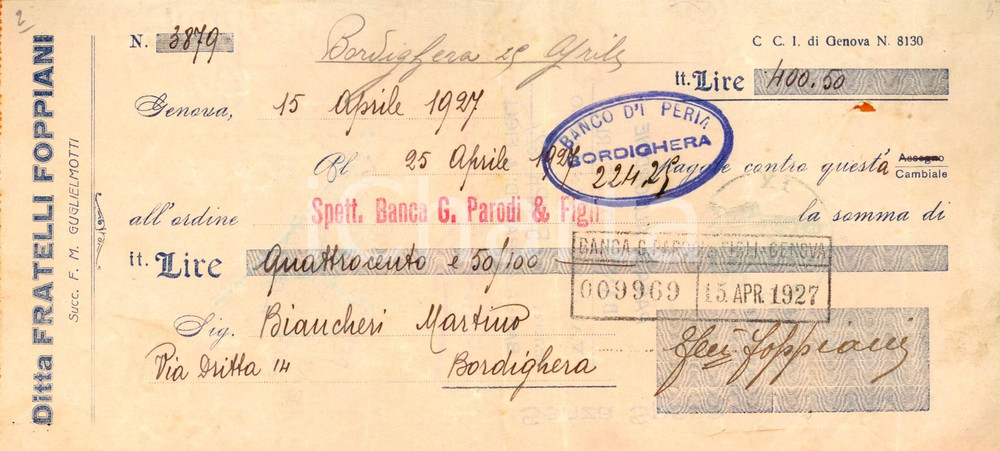 2
Ditta FRATELLI FOPPIANI
Succ. F. M. GUGLIELMOTTI
N. 3879
Bordighera 25 Aprile
C C. I. di Genova N. 8130
It. Lire 400.50
Genova, 15 Aprile 1927
BANCO D'I PERIA
BORDIGHERA
22425
Al 25 Aprile 1927 Pagate contro questa Assegno
Cambiale
all'ordine Spett. Banca G. Parodi & Figli la somma di
It. Lire Quattrocento e 50/100
BANCA G. PARODI & FIGLI-GENOVA
009969 15. APR. 1927
Sig. Biancheri Martino
Via Dritta 14 Bordighera
Flli Foppiani